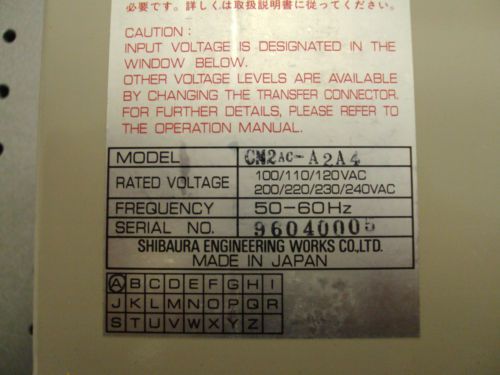 必要です。詳しくは取扱説明書に従ってください。
CAUTION :
INPUT VOLTAGE IS DESIGNATED IN THE
WINDOW BELOW.
OTHER VOLTAGE LEVELS ARE AVAILABLE
BY CHANGING THE TRANSFER CONNECTOR.
FOR FURTHER DETAILS, PLEASE REFER TO
THE OPERATION MANUAL.
MODEL CM2AC-A2A4
RATED VOLTAGE 100/110/120VAC
200/220/230/240VAC
FREQUENCY 50-60Hz
SERIAL NO. 96040005
SHIBAURA ENGINEERING WORKS CO.,LTD.
MADE IN JAPAN
A B C D E F G H I
J K L M N O P Q R
S T U V W X Y Z